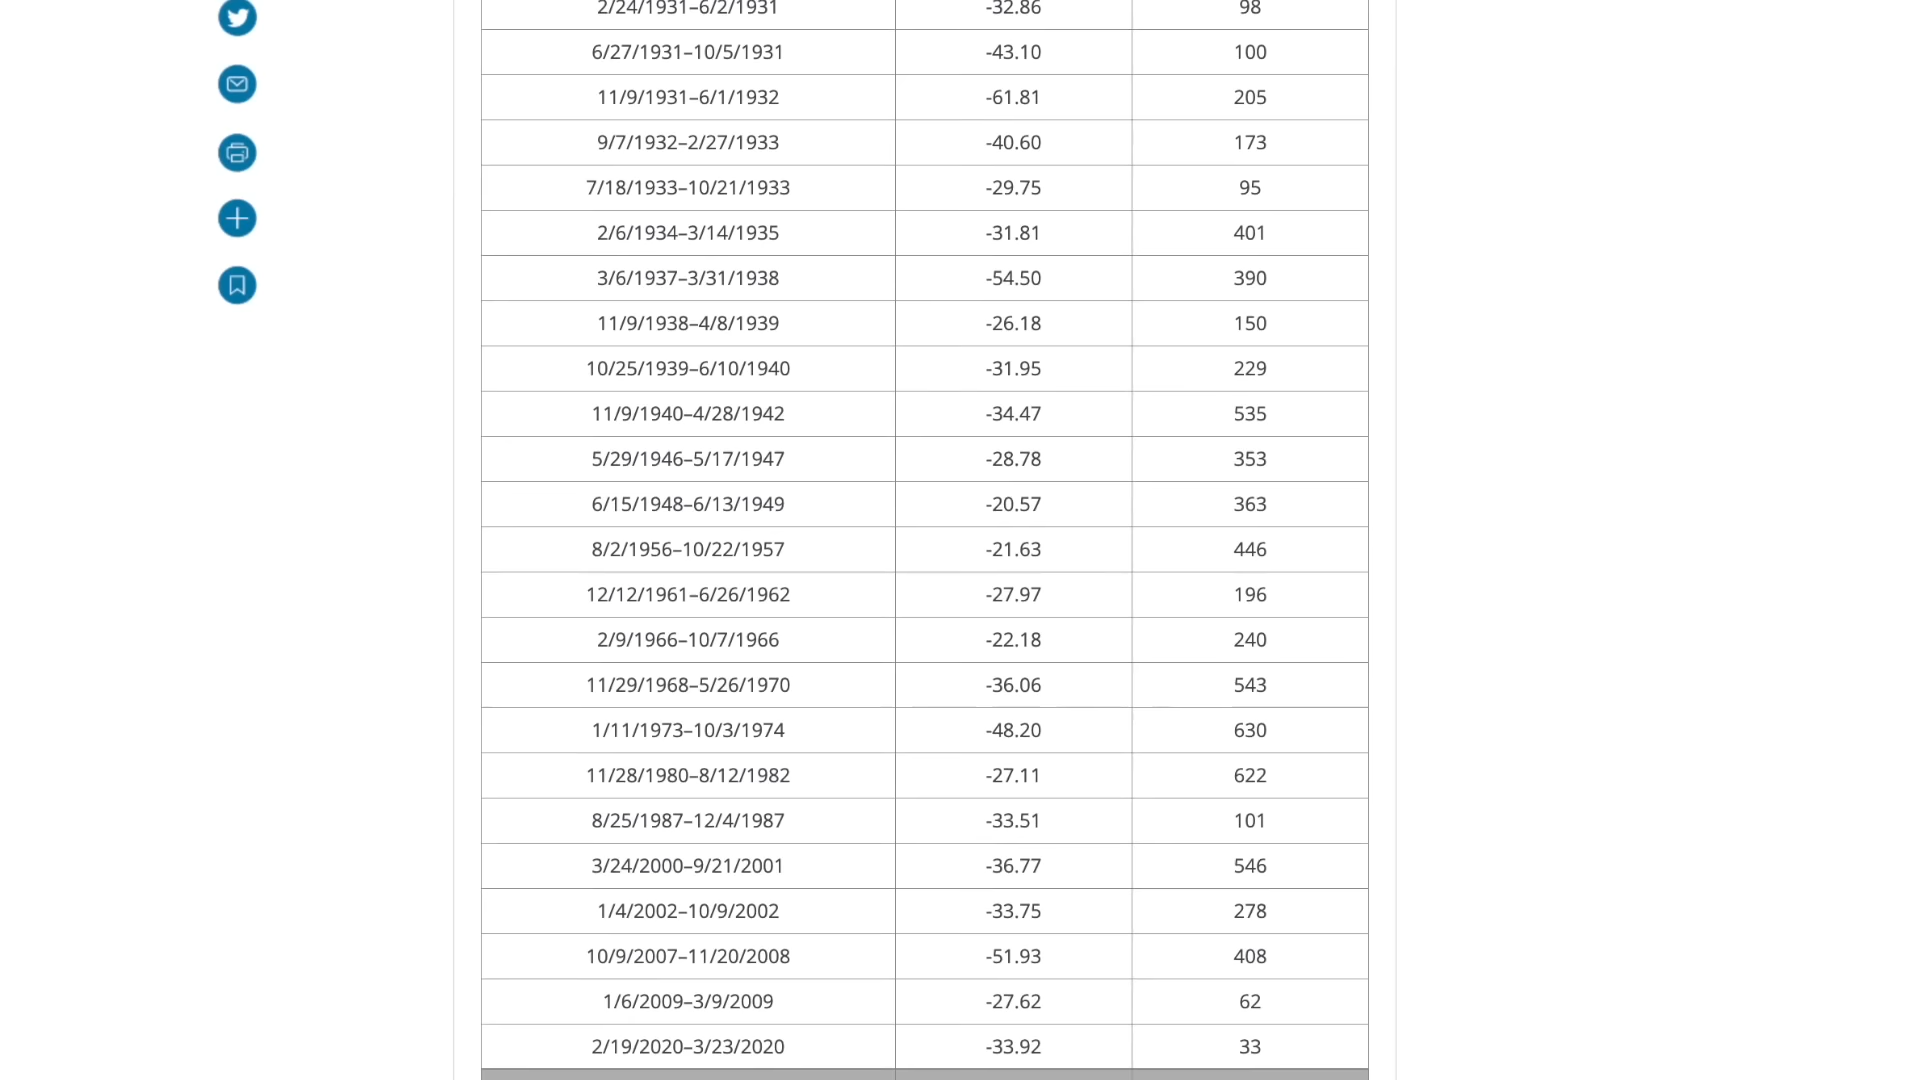 2/24/1931–6/2/1931 -32.86 98
6/27/1931–10/5/1931 -43.10 100
11/9/1931–6/1/1932 -61.81 205
9/7/1932–2/27/1933 -40.60 173
7/18/1933–10/21/1933 -29.75 95
2/6/1934–3/14/1935 -31.81 401
3/6/1937–3/31/1938 -54.50 390
11/9/1938–4/8/1939 -26.18 150
10/25/1939–6/10/1940 -31.95 229
11/9/1940–4/28/1942 -34.47 535
5/29/1946–5/17/1947 -28.78 353
6/15/1948–6/13/1949 -20.57 363
8/2/1956–10/22/1957 -21.63 446
12/12/1961–6/26/1962 -27.97 196
2/9/1966–10/7/1966 -22.18 240
11/29/1968–5/26/1970 -36.06 543
1/11/1973–10/3/1974 -48.20 630
11/28/1980–8/12/1982 -27.11 622
8/25/1987–12/4/1987 -33.51 101
3/24/2000–9/21/2001 -36.77 546
1/4/2002–10/9/2002 -33.75 278
10/9/2007–11/20/2008 -51.93 408
1/6/2009–3/9/2009 -27.62 62
2/19/2020–3/23/2020 -33.92 33